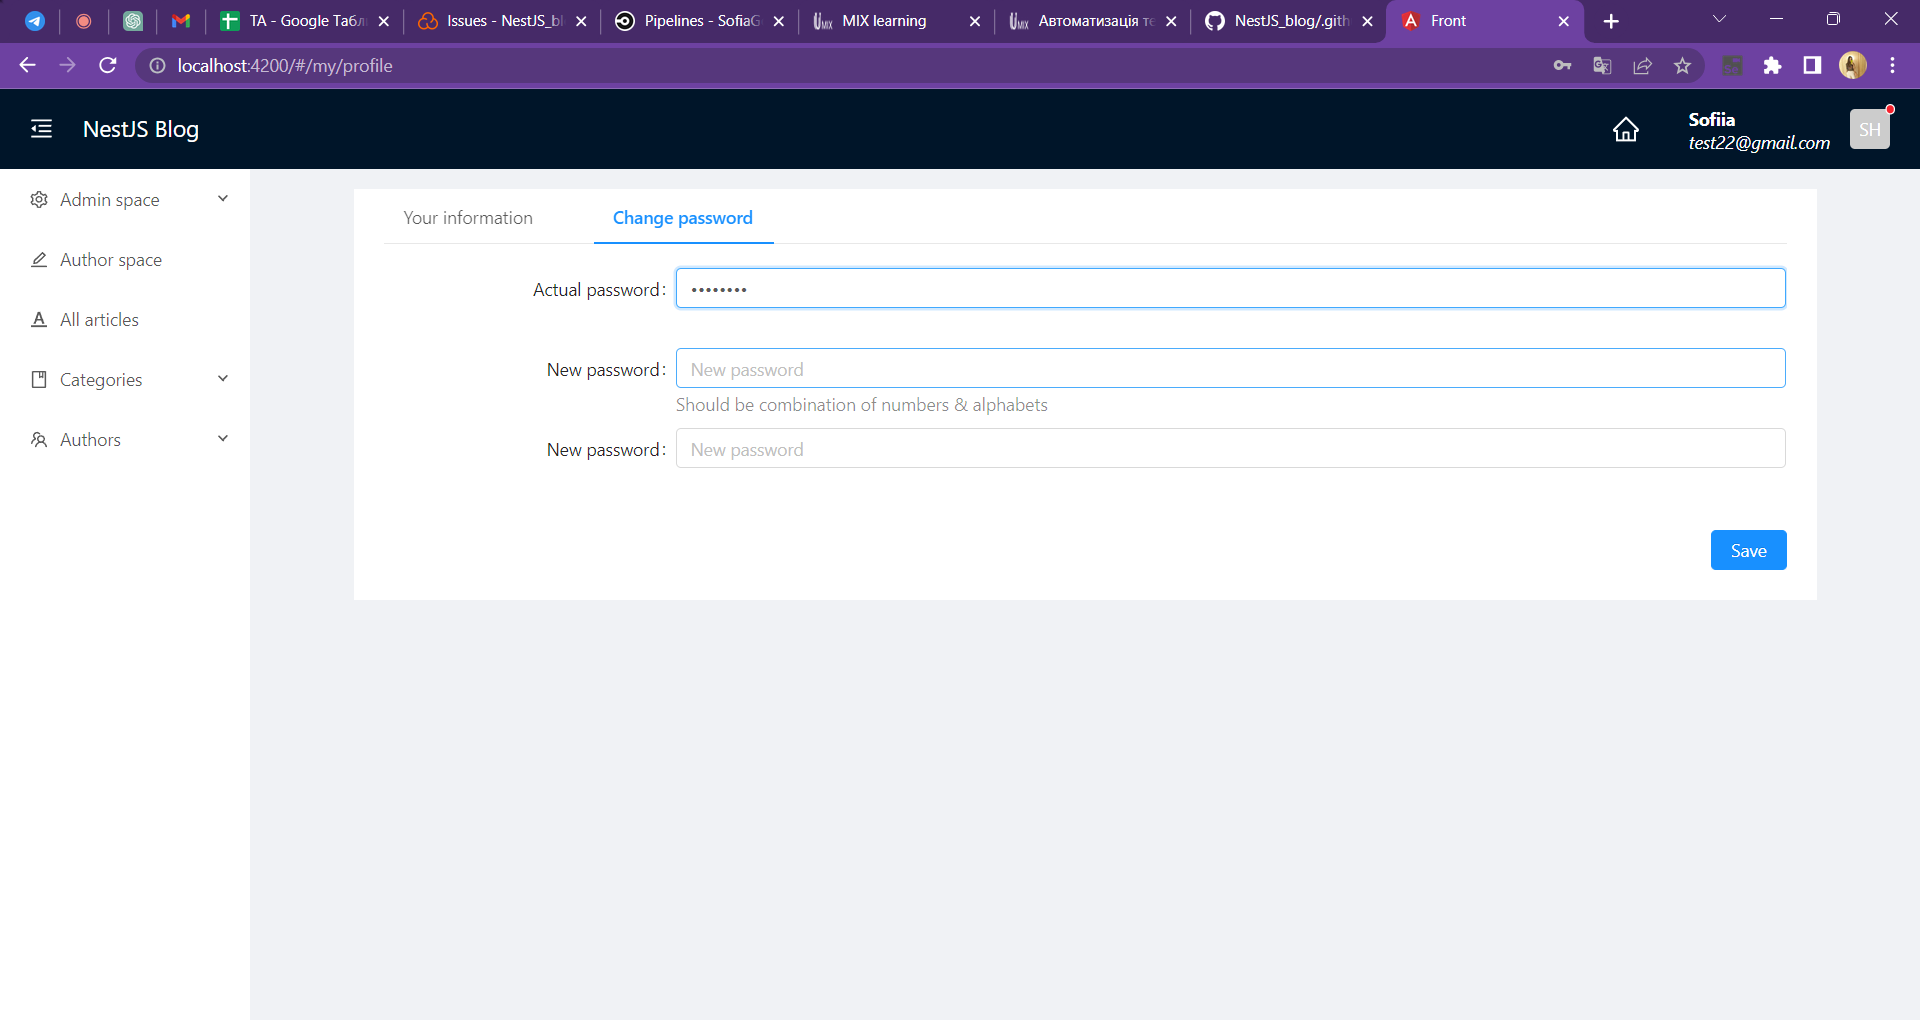 TA - Google Табл
Issues - NestJS_bl
Pipelines - SofiaG
MIX learning
Автоматизація те
NestJS_blog/.gith
Front
localhost:4200/#/my/profile
NestJS Blog
Sofiia
test22@gmail.com
SH
Admin space
Author space
All articles
Categories
Authors
Your information
Change password
Actual password:
••••••••
New password:
New password
Should be combination of numbers & alphabets
New password:
New password
Save